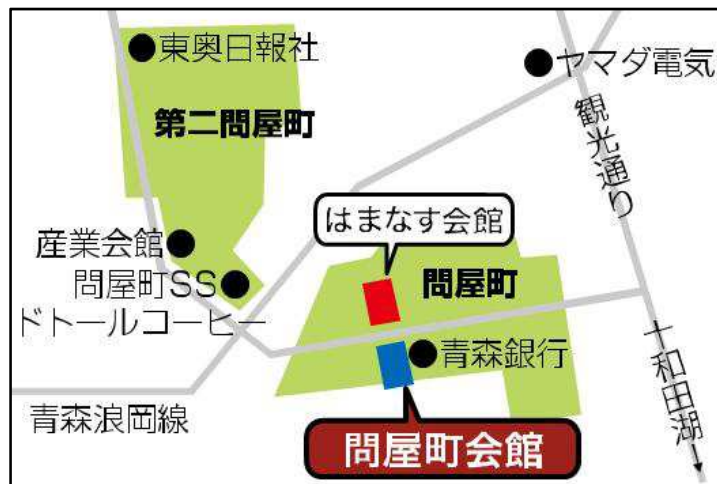 東奥日報社
ヤマダ電気
第二問屋町
観光通り
はまなす会館
産業会館
問屋町SS
問屋町
ドトールコーヒー
青森銀行
十和田湖
青森浪岡線
問屋町会館